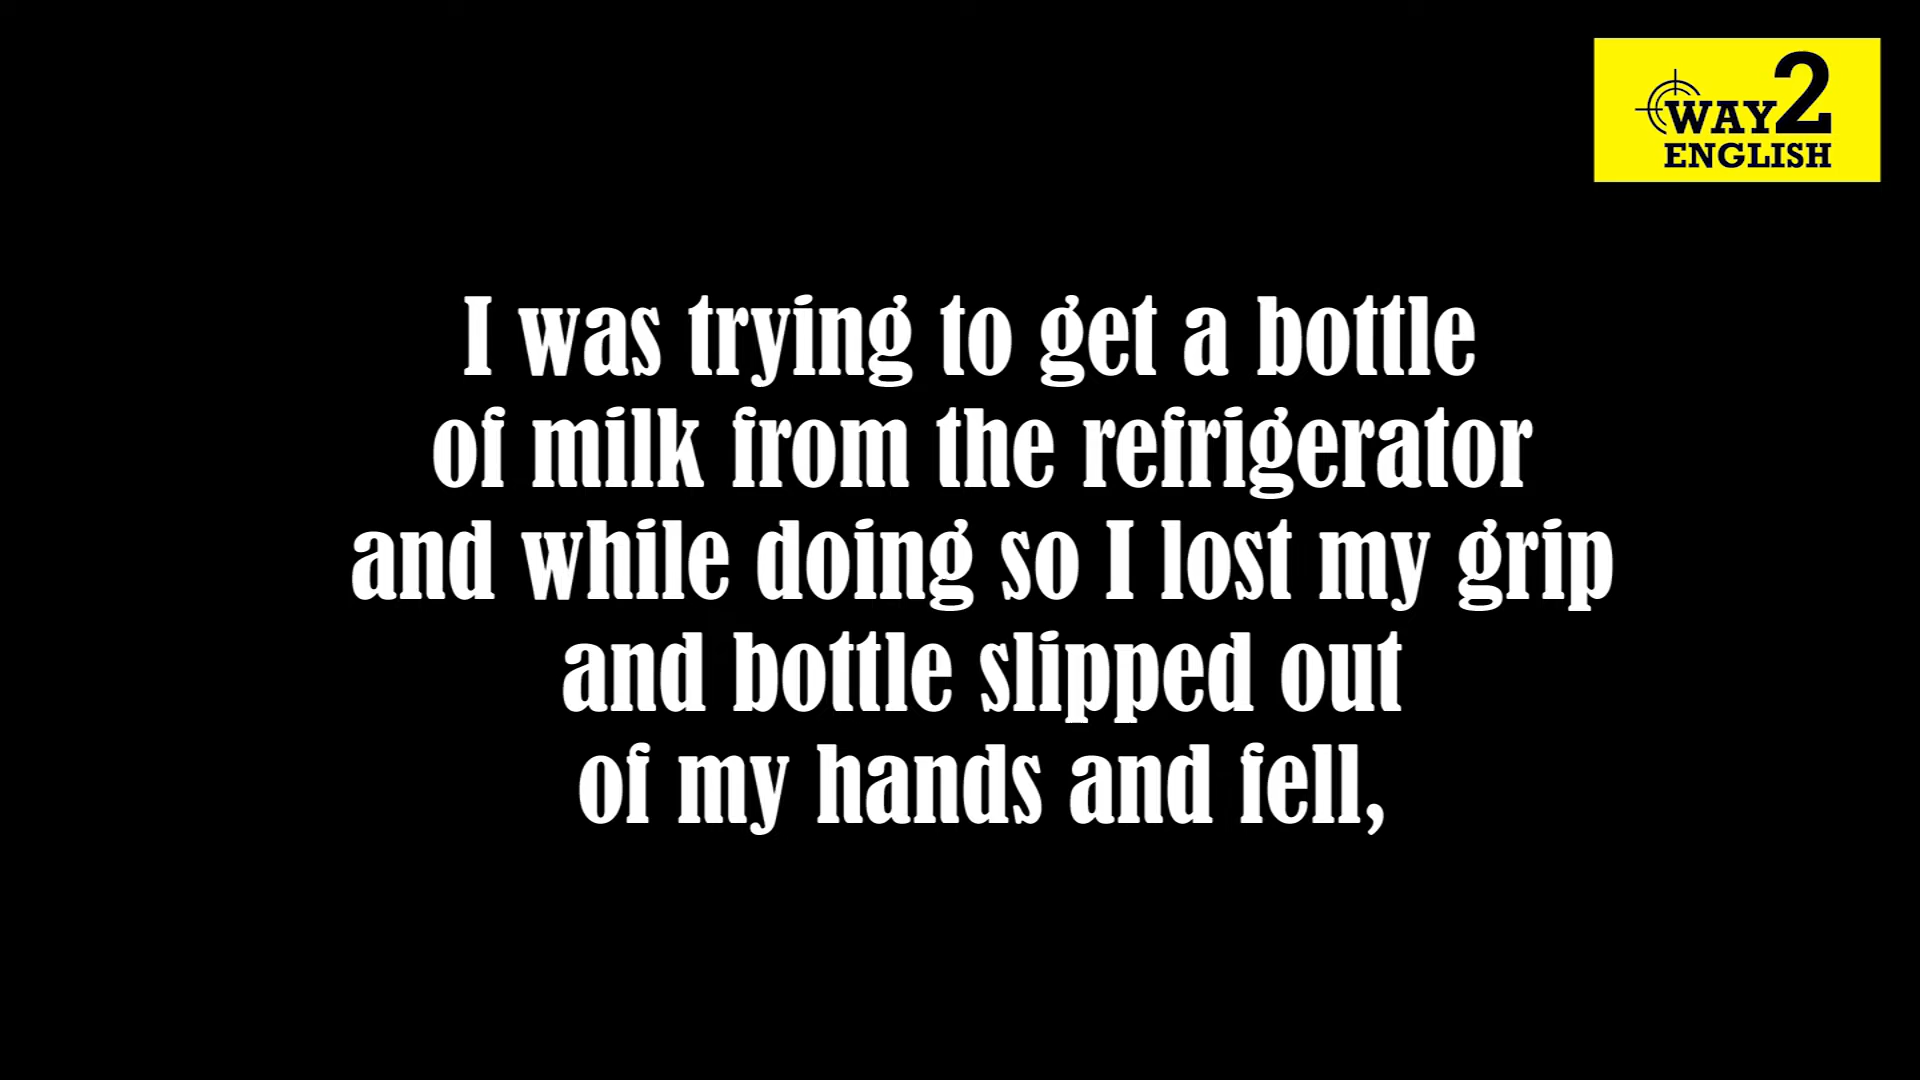 WAY2
ENGLISH
I was trying to get a bottle
of milk from the refrigerator
and while doing so I lost my grip
and bottle slipped out
of my hands and fell,